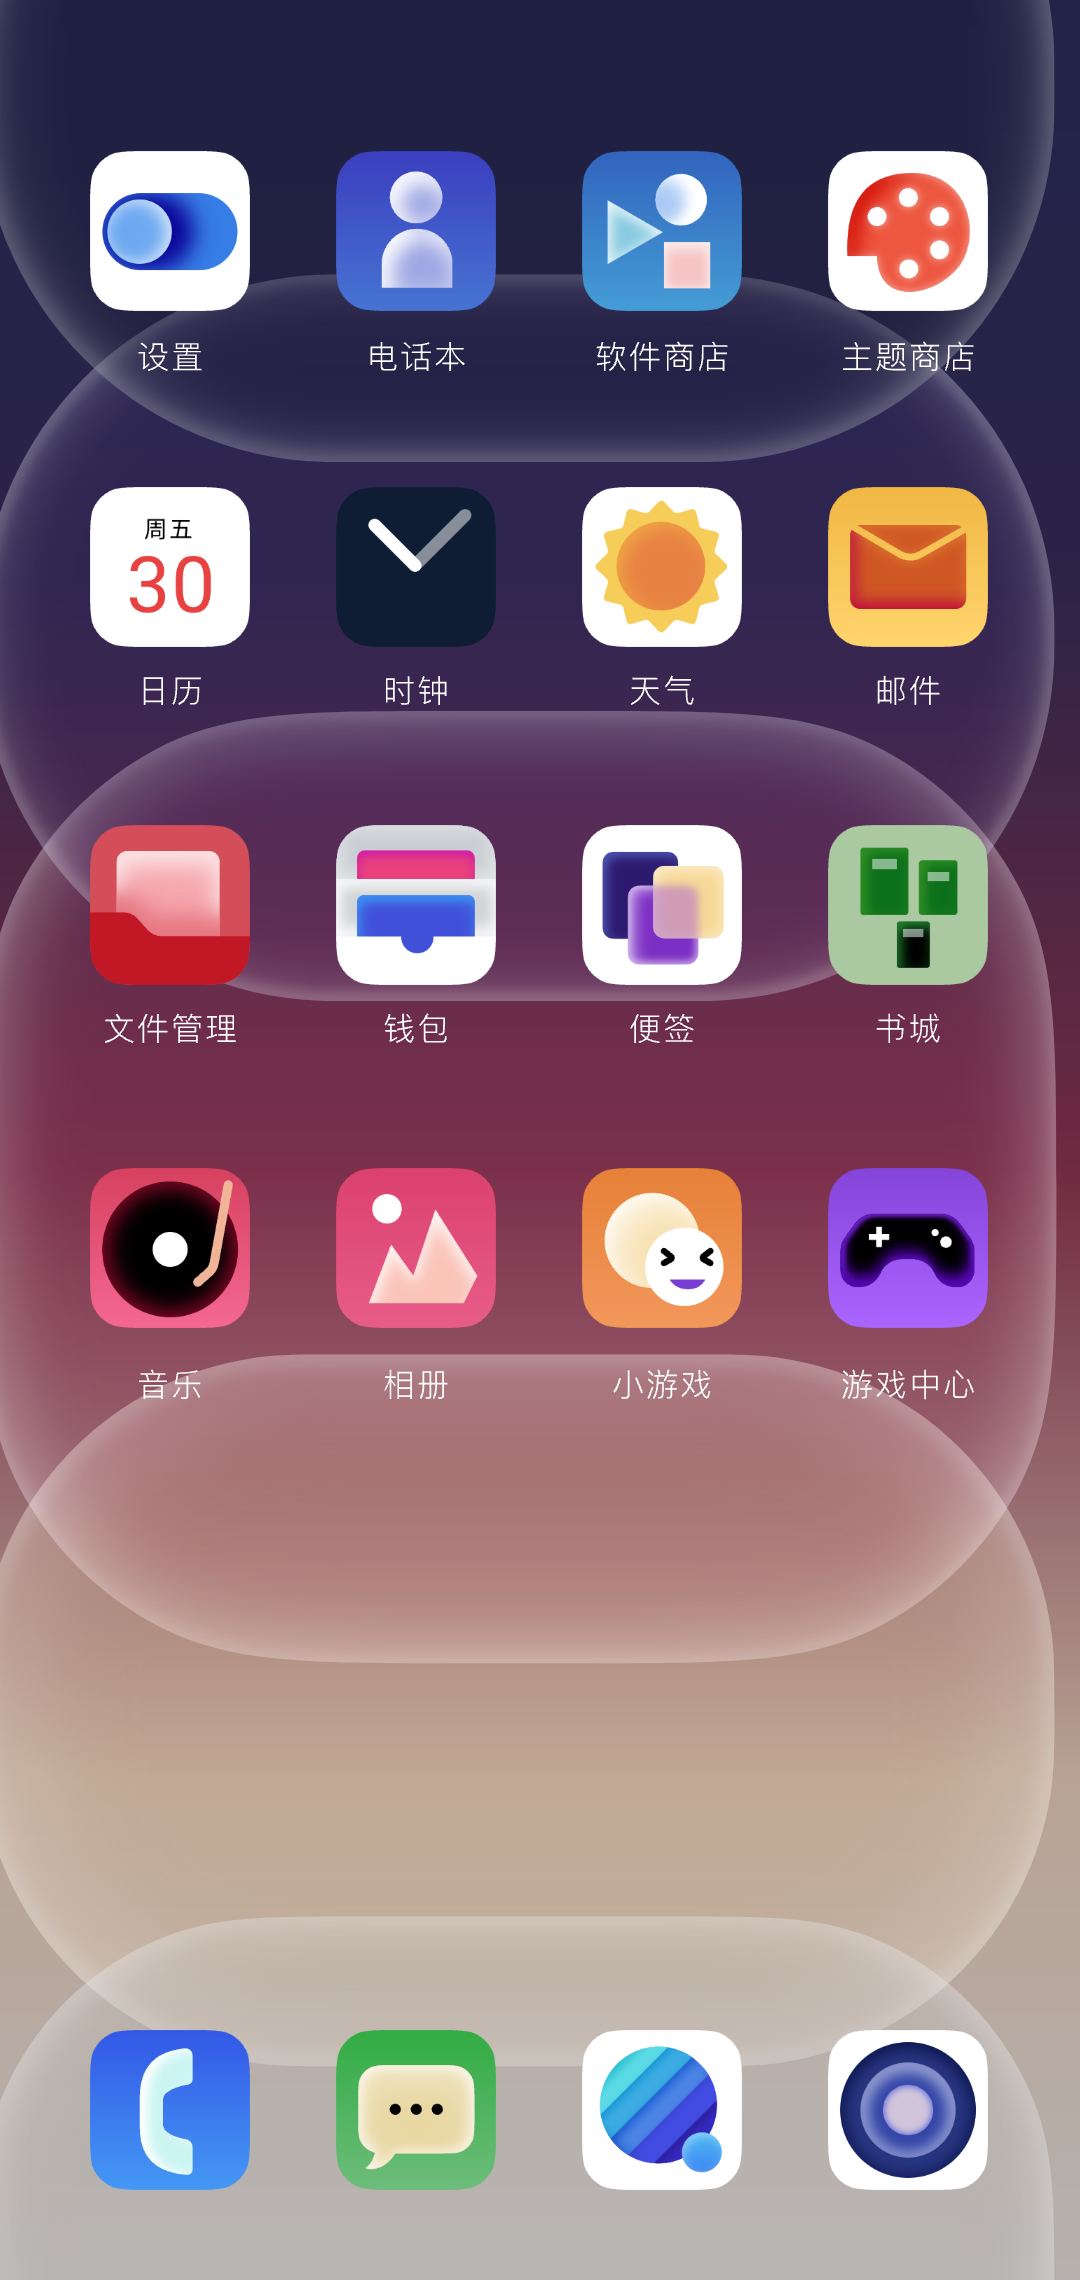 设置
电话本
软件商店
主题商店
周五
30
日历
时钟
天气
邮件
文件管理
钱包
便签
书城
音乐
相册
小游戏
游戏中心